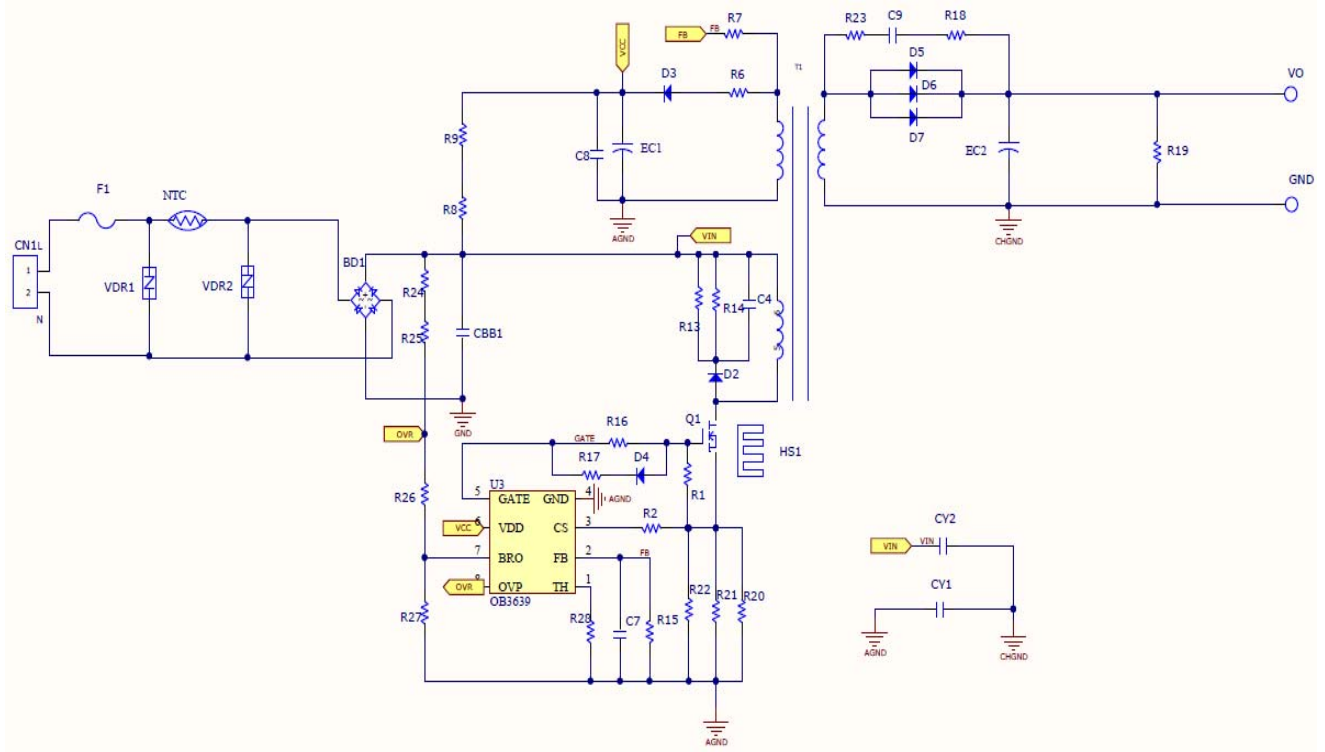 R7
FB
FB
VCC
R23
C9
R18
D5
T1
D3
R6
D6
VO
D7
R9
C8
EC1
EC2
R19
F1
NTC
R8
GND
AGND
CHGND
CN1L
VIN
1
VDR1
VDR2
BD1
R24
R13
R14
C4
6
2
N
R25
CBB1
5
D2
OVR
GND
GATE
R16
Q1
HS1
R17
D4
U3
R26
5
GATE
GND
4
AGND
R1
VCC
6
VDD
CS
3
R2
CY2
7
BRO
FB
2
FB
VIN
VIN
OVR
8
OVP
TH
1
CY1
OB3639
R22
R21
R20
R27
R28
C7
R15
AGND
CHGND
AGND